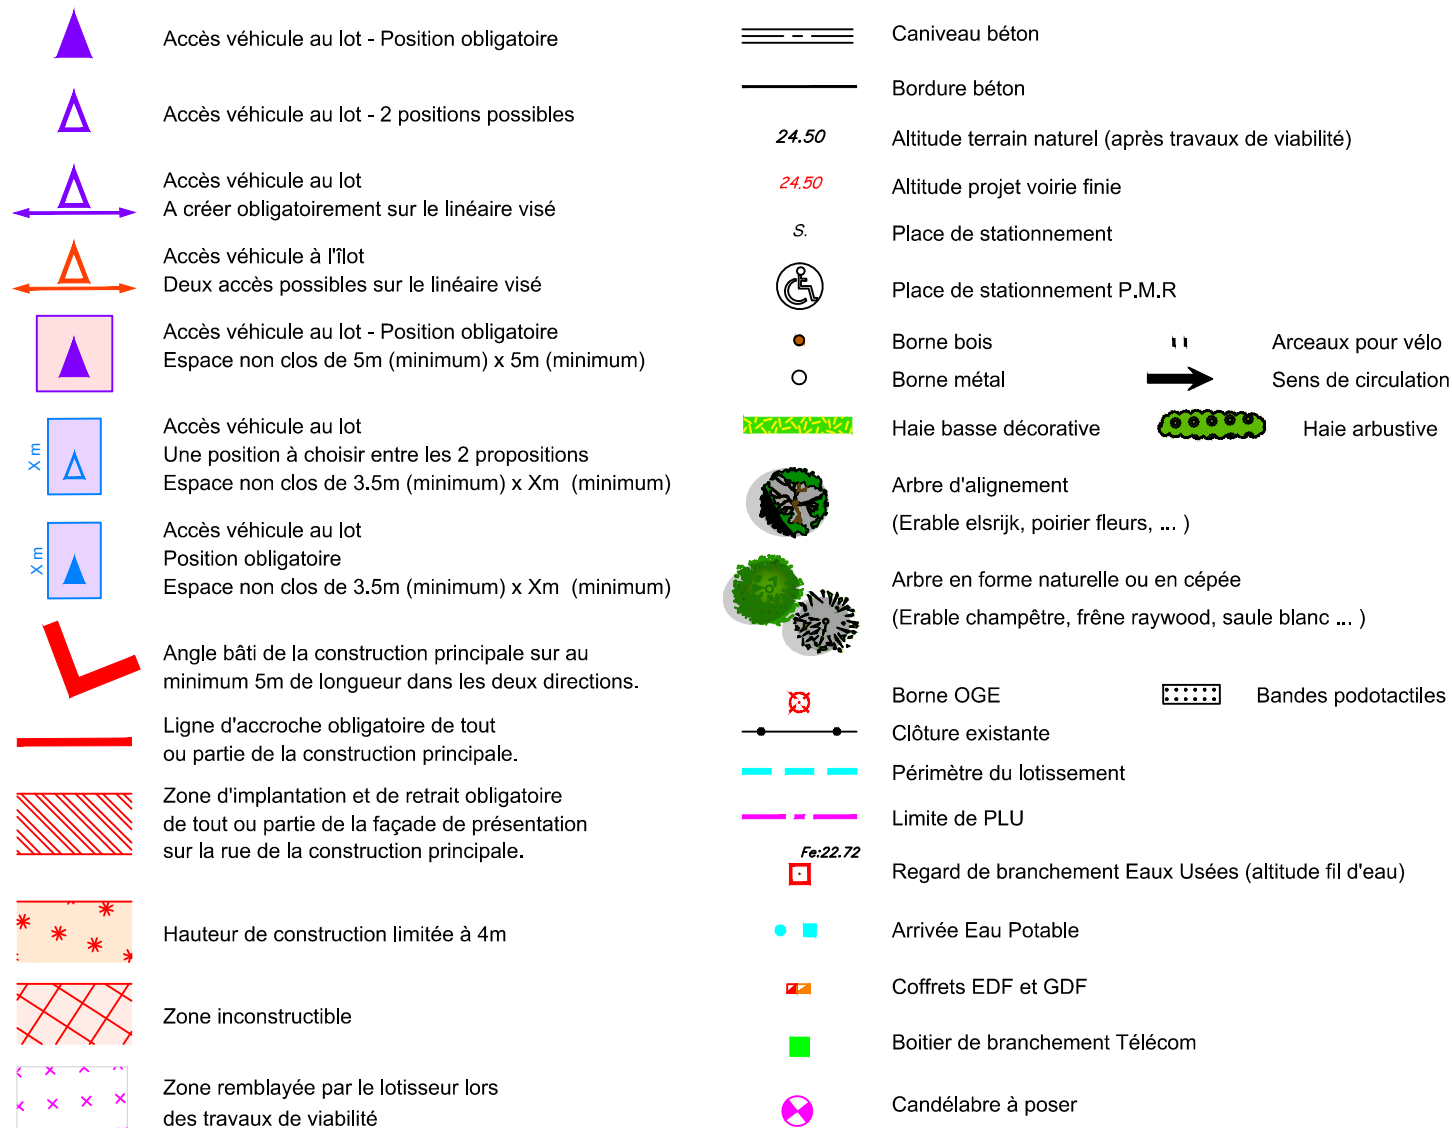 Accès véhicule au lot - Position obligatoire
Accès véhicule au lot - 2 positions possibles
Accès véhicule au lot
A créer obligatoirement sur le linéaire visé
Accès véhicule à l'îlot
Deux accès possibles sur le linéaire visé
Accès véhicule au lot - Position obligatoire
Espace non clos de 5m (minimum) x 5m (minimum)
X m
Accès véhicule au lot
Une position à choisir entre les 2 propositions
Espace non clos de 3.5m (minimum) x Xm (minimum)
X m
Accès véhicule au lot
Position obligatoire
Espace non clos de 3.5m (minimum) x Xm (minimum)
Angle bâti de la construction principale sur au
minimum 5m de longueur dans les deux directions.
Ligne d'accroche obligatoire de tout
ou partie de la construction principale.
Zone d'implantation et de retrait obligatoire
de tout ou partie de la façade de présentation
sur la rue de la construction principale.
Hauteur de construction limitée à 4m
Zone inconstructible
Zone remblayée par le lotisseur lors
des travaux de viabilité
Caniveau béton
Bordure béton
24.50 Altitude terrain naturel (après travaux de viabilité)
24.50 Altitude projet voirie finie
S. Place de stationnement
Place de stationnement P.M.R
Borne bois Arceaux pour vélo
Borne métal Sens de circulation
Haie basse décorative Haie arbustive
Arbre d'alignement
(Erable elsrijk, poirier fleurs, ... )
Arbre en forme naturelle ou en cépée
(Erable champêtre, frêne raywood, saule blanc ... )
Borne OGE Bandes podotactiles
Clôture existante
Périmètre du lotissement
Limite de PLU
Fe:22.72
Regard de branchement Eaux Usées (altitude fil d'eau)
Arrivée Eau Potable
Coffrets EDF et GDF
Boitier de branchement Télécom
Candélabre à poser